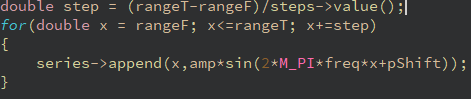 double step = (rangeT-rangeF)/steps->value();
for(double x = rangeF; x<=rangeT; x+=step)
{
    series->append(x,amp*sin(2*M_PI*freq*x+pShift));
}